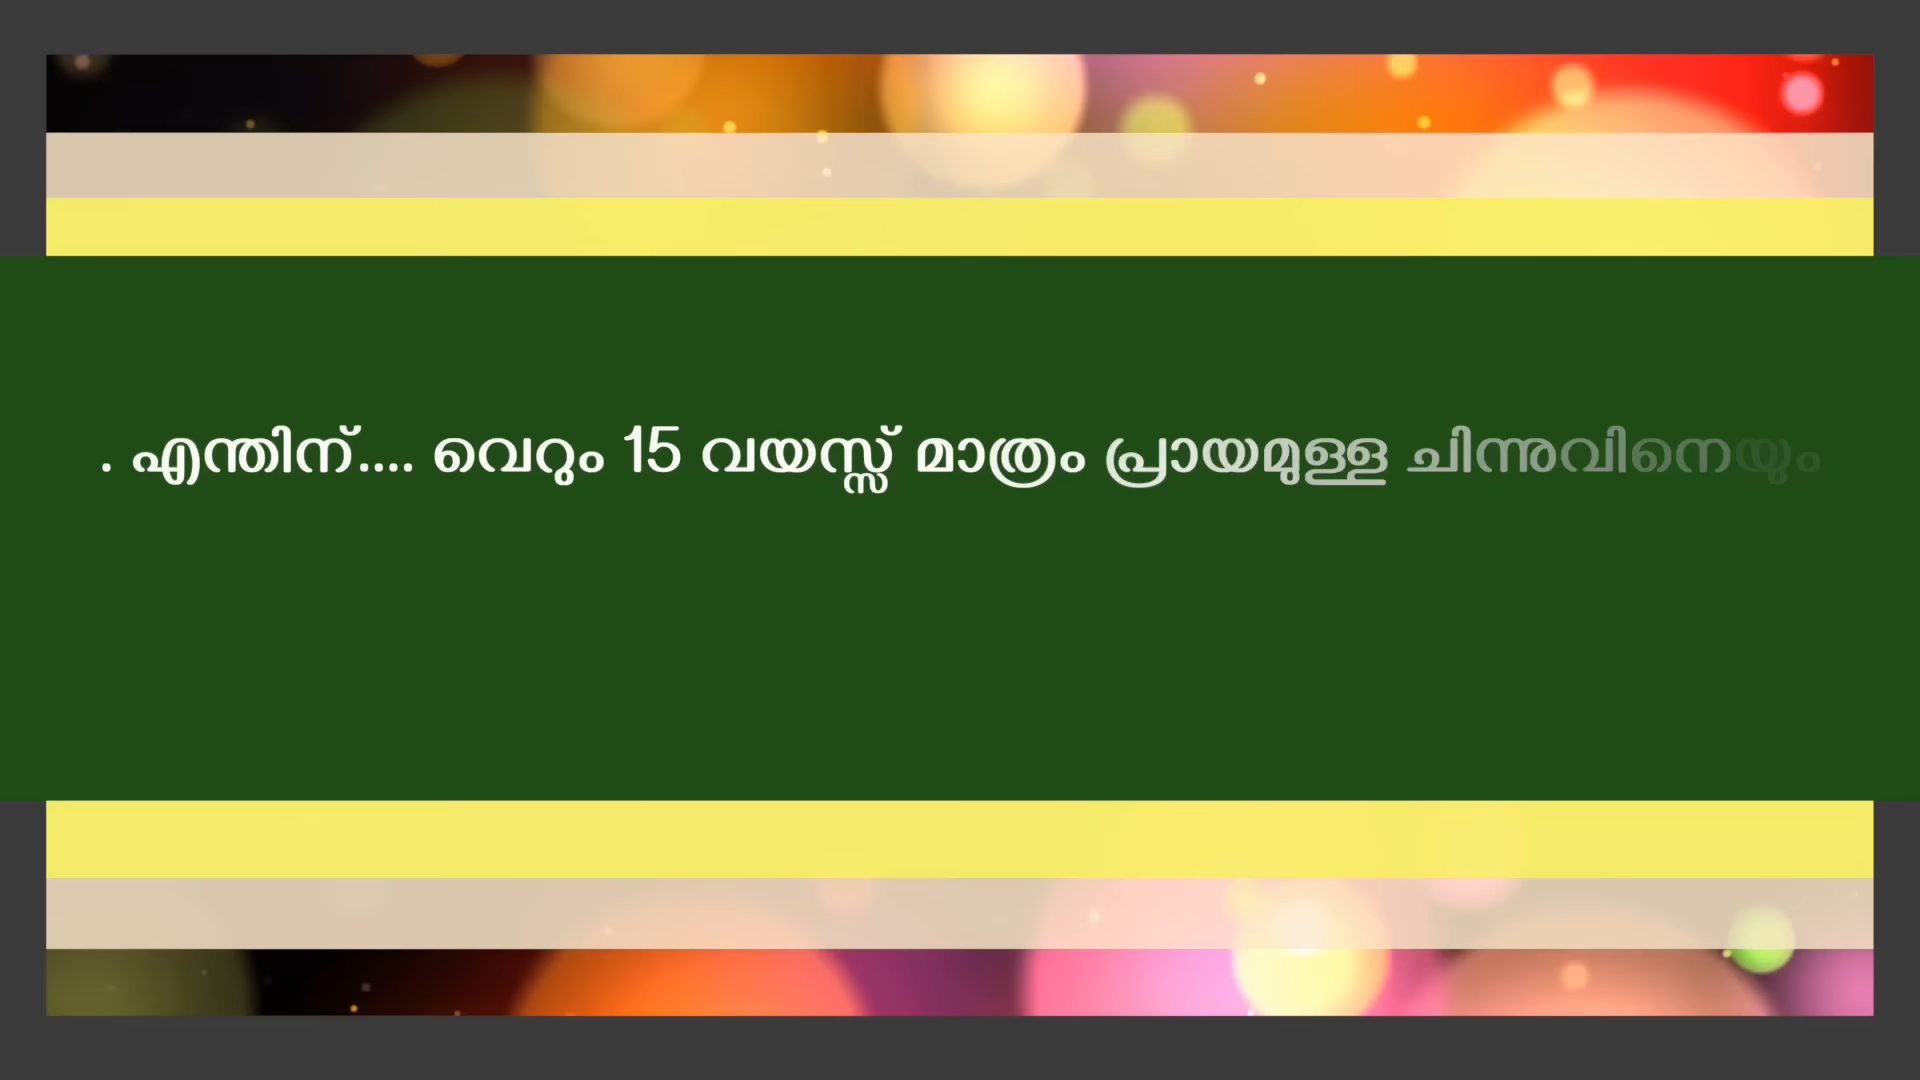 . എന്തിന്.... വെറും 15 വയസ്സ് മാത്രം പ്രായമുള്ള ചിന്നുവിനെയും